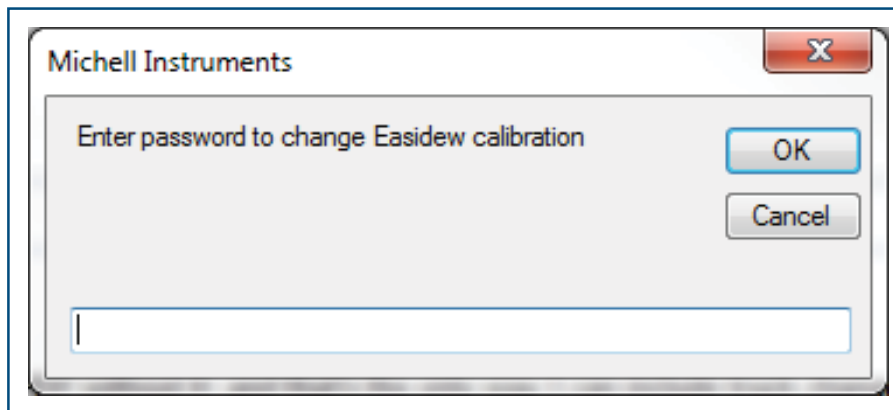 Michell Instruments
Enter password to change Easidew calibration
OK
Cancel